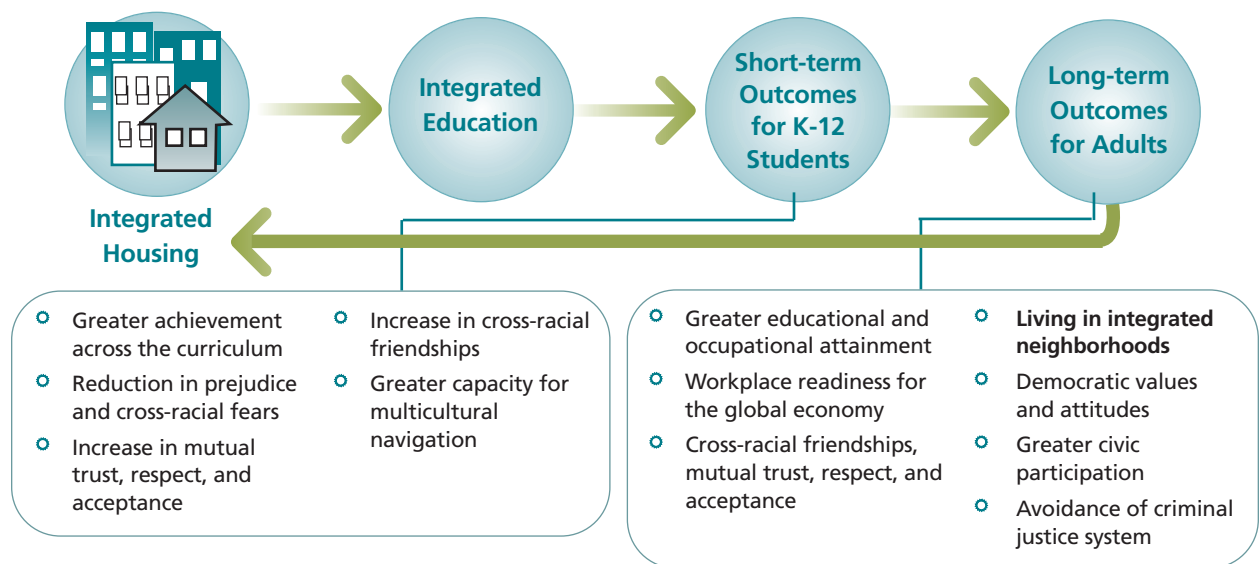 Integrated
Housing
Integrated
Education
Short-term
Outcomes
for K-12
Students
Long-term
Outcomes
for Adults
Greater achievement
across the curriculum
Reduction in prejudice
and cross-racial fears
Increase in mutual
trust, respect, and
acceptance
Increase in cross-racial
friendships
Greater capacity for
multicultural
navigation
Greater educational and
occupational attainment
Workplace readiness for
the global economy
Cross-racial friendships,
mutual trust, respect, and
acceptance
Living in integrated
neighborhoods
Democratic values
and attitudes
Greater civic
participation
Avoidance of criminal
justice system